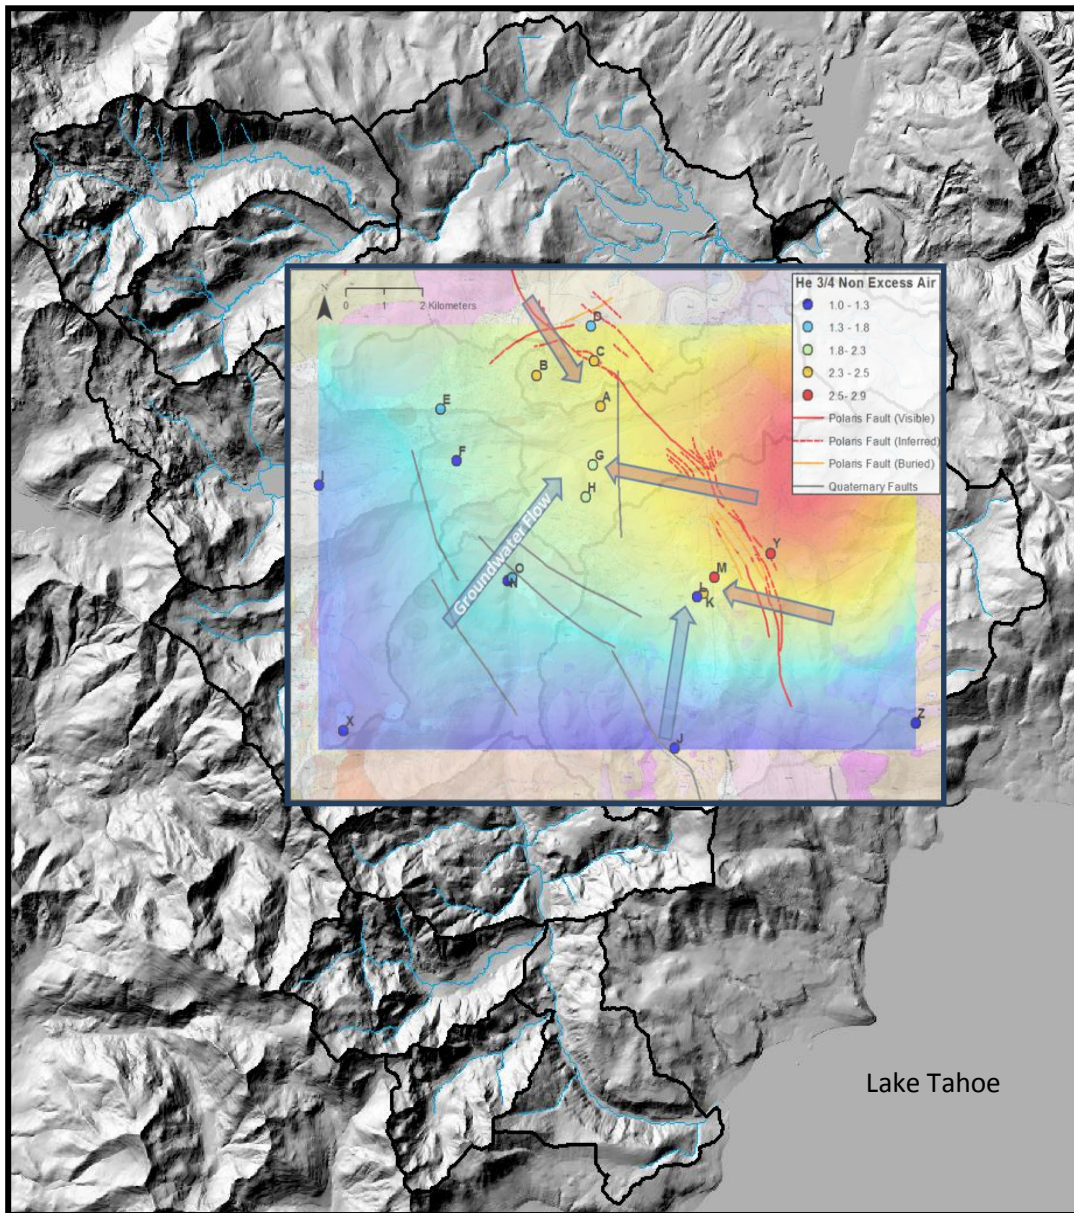 N
0 1 2 Kilometers
He 3/4 Non Excess Air
1.0 - 1.3
1.3 - 1.8
1.8- 2.3
2.3 - 2.5
2.5 - 2.9
Polaris Fault (Visible)
Polaris Fault (Inferred)
Polaris Fault (Buried)
Quaternary Faults
D
C
B
A
E
F
G
I
H
Groundwater Flow
Y
O
N
M
L
K
X
Z
J
Lake Tahoe